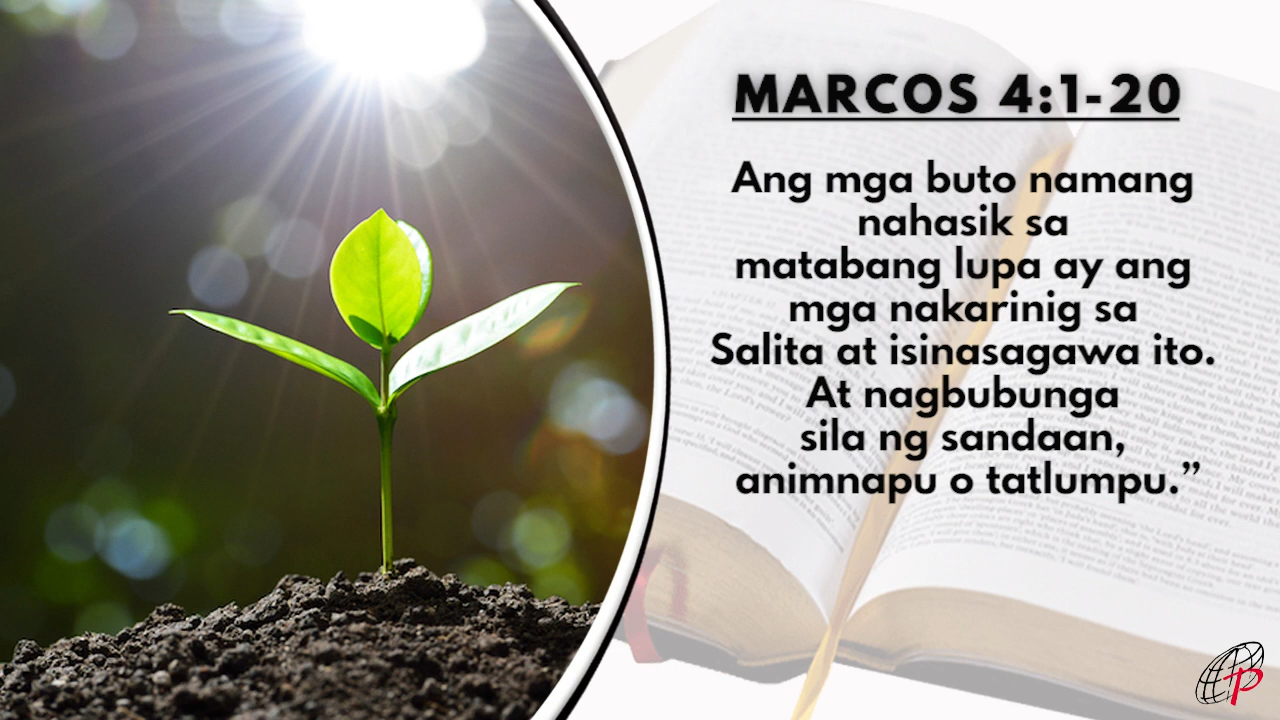 MARCOS 4:1-20
Ang mga buto namang
nahasik sa
matabang lupa ay ang
mga nakarinig sa
Salita at isinasagawa ito.
At nagbubunga
sila ng sandaan,
animnapu o tatlumpu.”